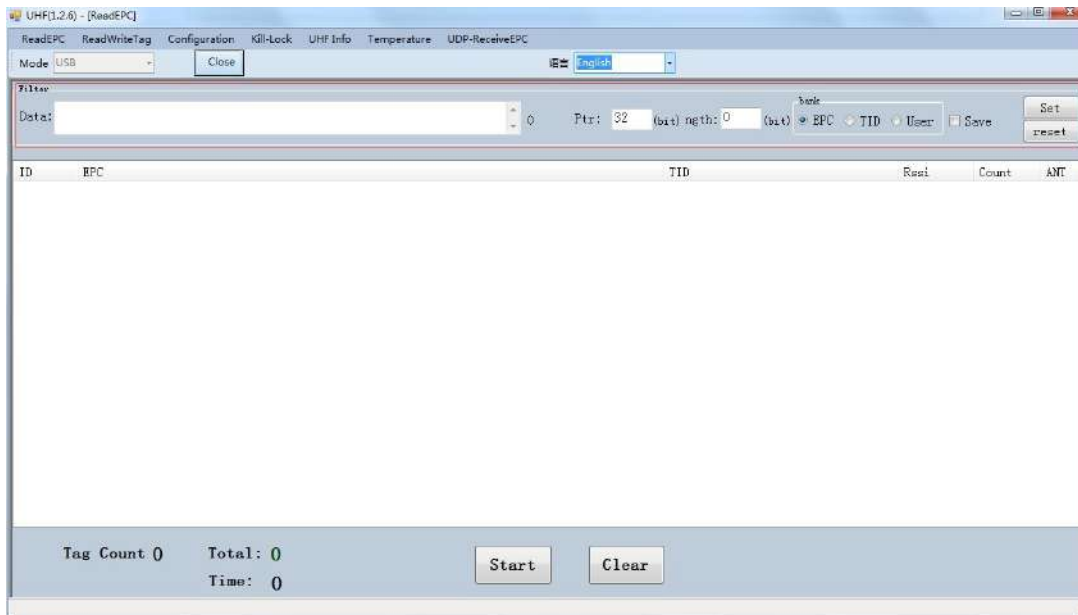 UHF(1.2.6) - [ReadEPC]
ReadEPC ReadWriteTag Configuration Kill-Lock UHF Info Temperature UDP-ReceiveEPC
Mode USB Close 语言 English
Filter
Data: 0 Ptr: 32 (bit) ngth: 0 (bit) bank EPC TID User Save Set
reset
ID EPC TID Rssi Count ANT
Tag Count 0 Total: 0 Start Clear
Time: 0